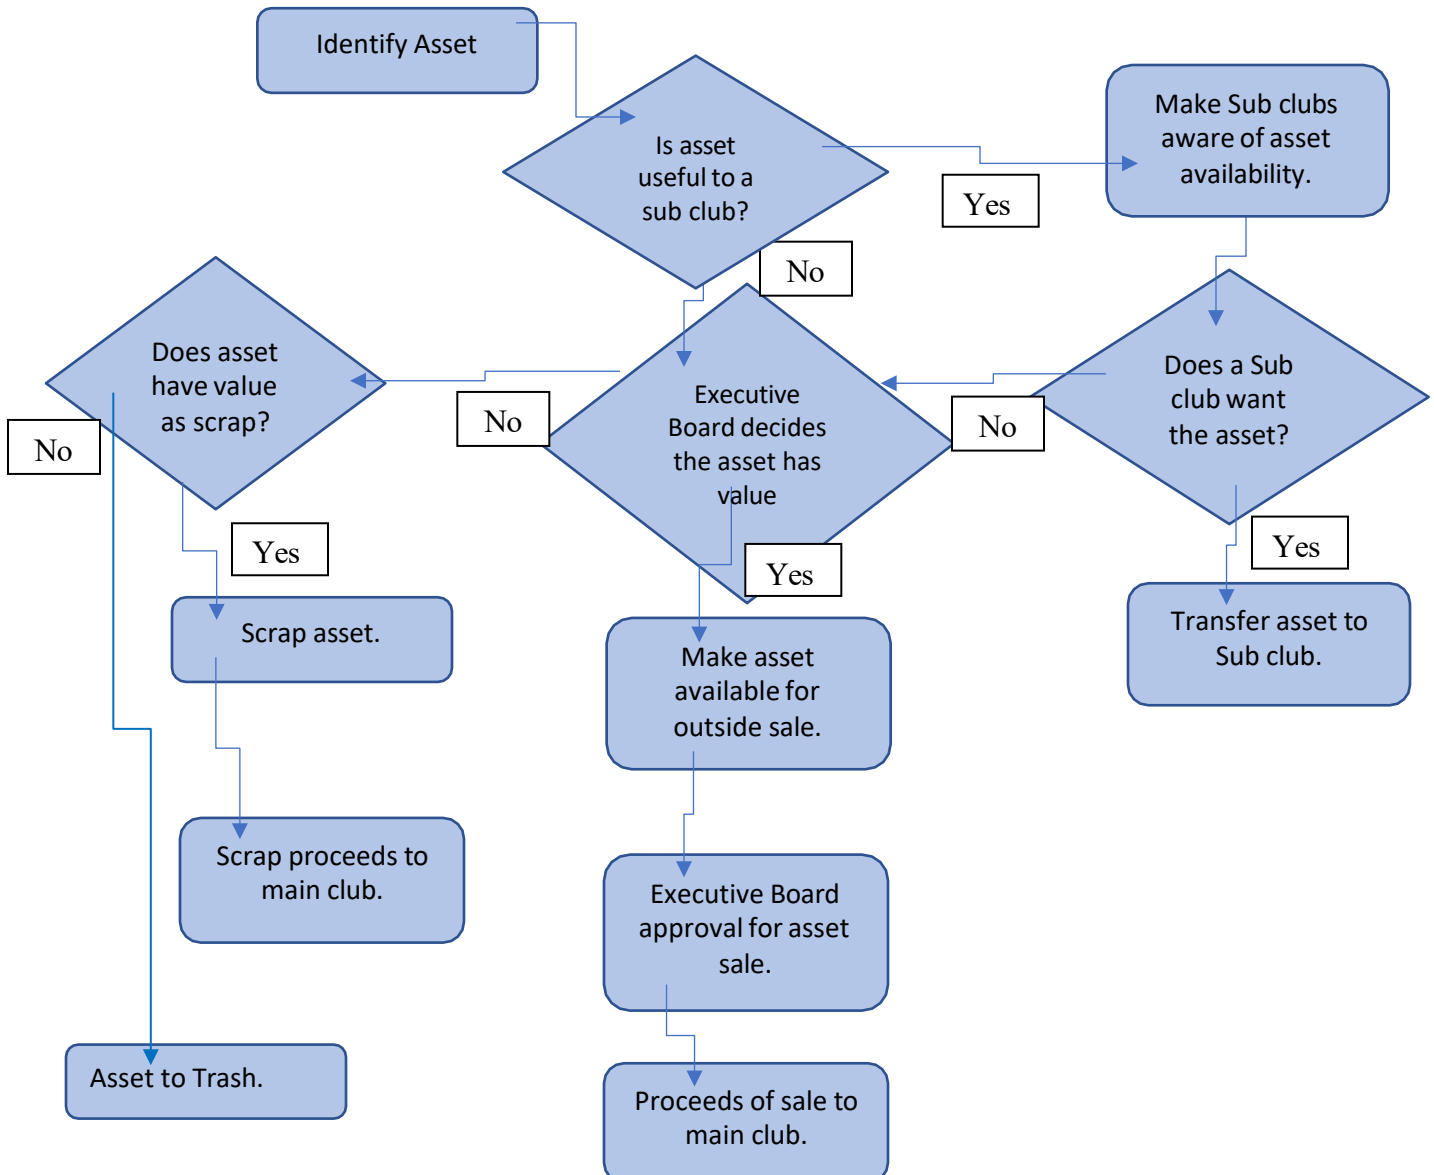 Identify Asset
Is asset
useful to a
sub club?
Make Sub clubs
aware of asset
availability.
Yes
No
Does asset
have value
as scrap?
Executive
Board decides
the asset has
value
Does a Sub
club want
the asset?
No
No
No
Yes
Yes
Yes
Scrap asset.
Make asset
available for
outside sale.
Transfer asset to
Sub club.
Scrap proceeds to
main club.
Executive Board
approval for asset
sale.
Asset to Trash.
Proceeds of sale to
main club.